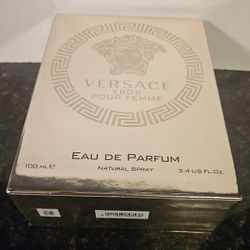 VERSACE
EROS
POUR FEMME
EAU DE PARFUM
100 ML ℮ NATURAL SPRAY 3.4 US FL.OZ.